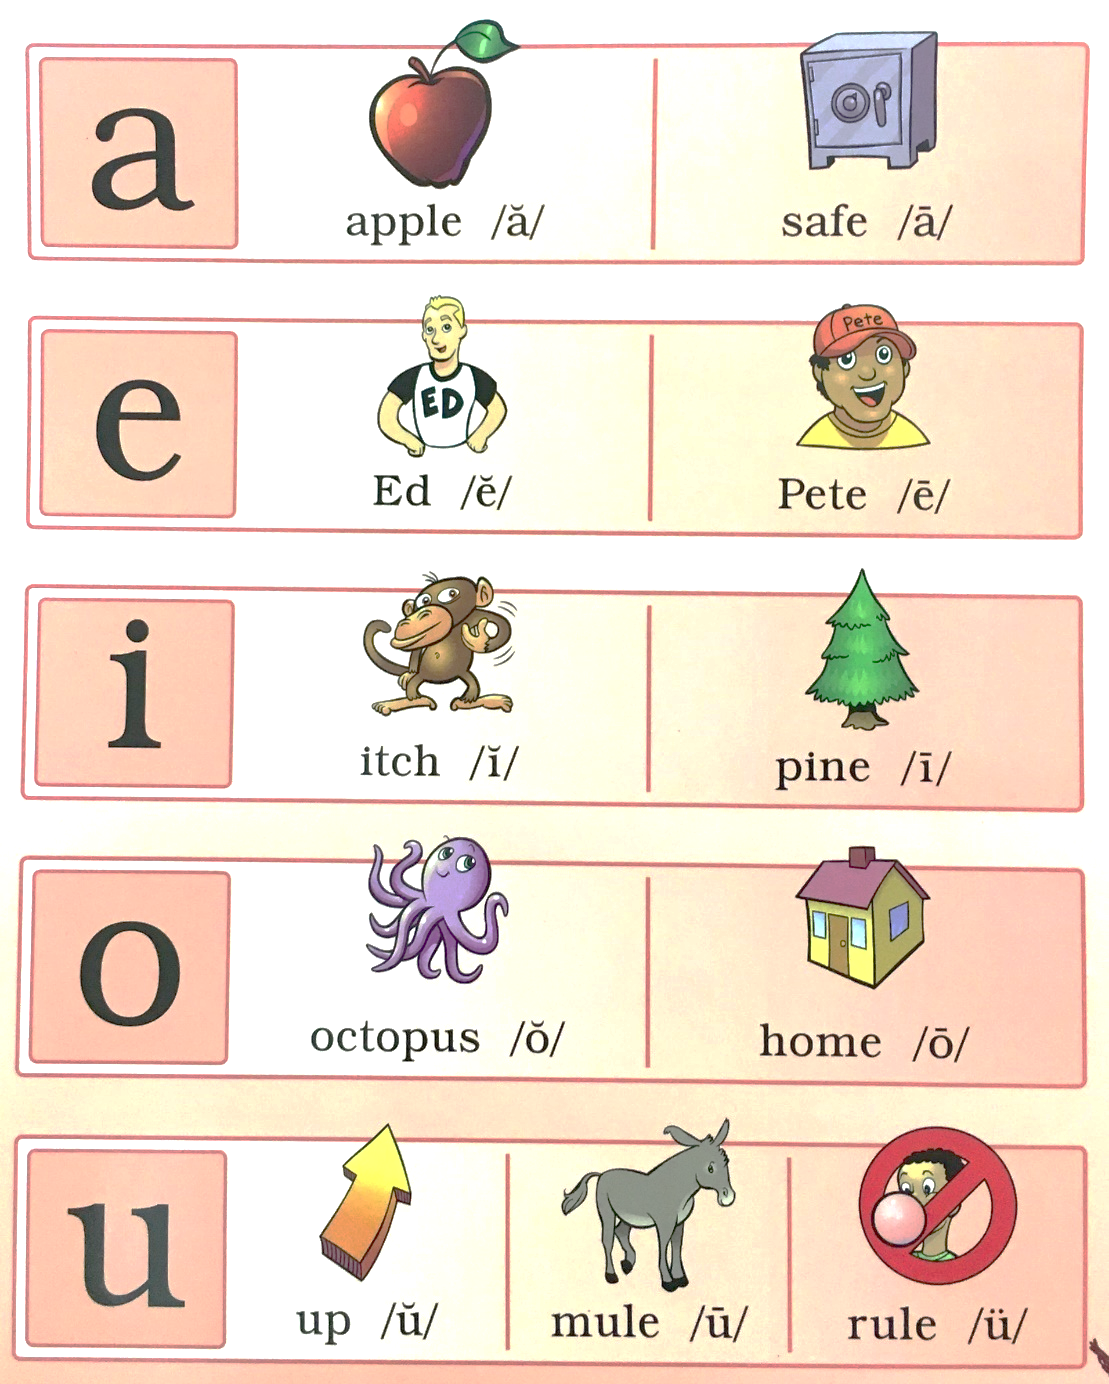 a
apple /ă/
safe /ā/
e
ED
Ed /ĕ/
Pete
Pete /ē/
i
itch /ĭ/
pine /ī/
o
octopus /ŏ/
home /ō/
u
up /ŭ/
mule /ū/
rule /ü/